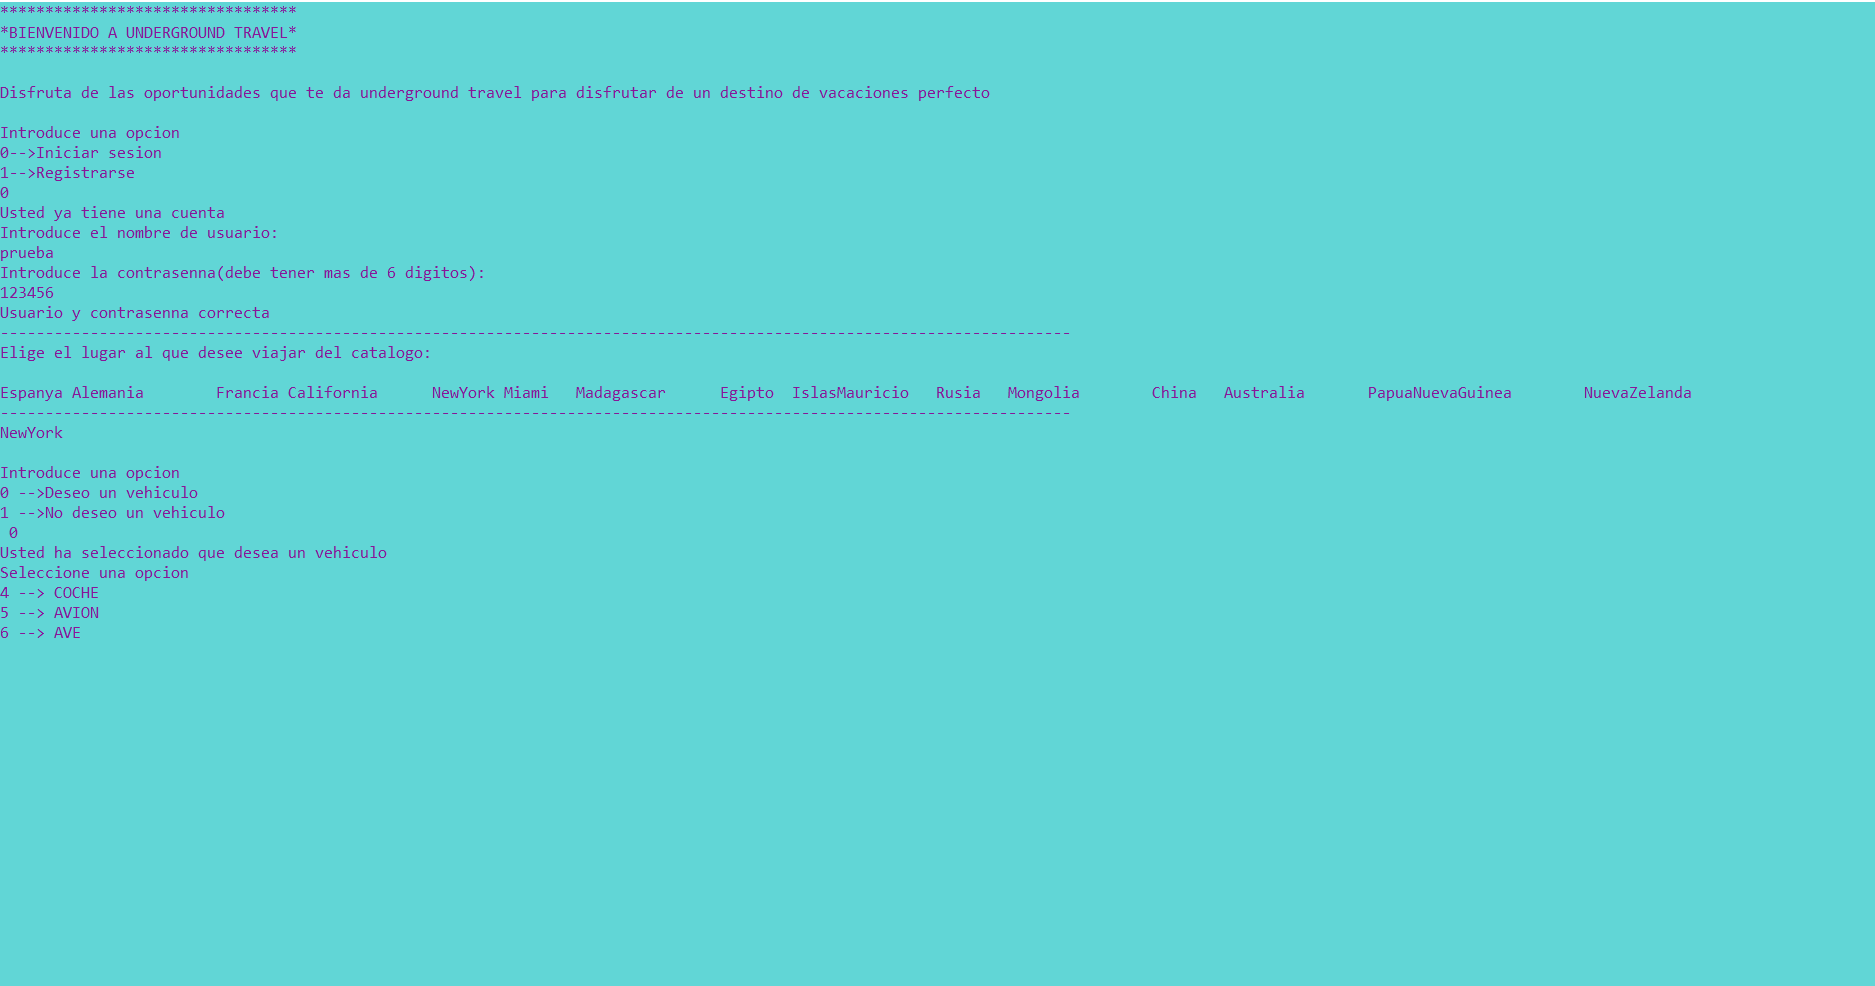 *********************************
*BIENVENIDO A UNDERGROUND TRAVEL*
*********************************
Disfruta de las oportunidades que te da underground travel para disfrutar de un destino de vacaciones perfecto
Introduce una opcion
0-->Iniciar sesion
1-->Registrarse
0
Usted ya tiene una cuenta
Introduce el nombre de usuario:
prueba
Introduce la contrasenna(debe tener mas de 6 digitos):
123456
Usuario y contrasenna correcta
-----------------------------------------------------------------------------------------------------------------------
Elige el lugar al que desee viajar del catalogo:
Espanya Alemania        Francia California      NewYork Miami   Madagascar      Egipto  IslasMauricio   Rusia   Mongolia        China   Australia       PapuaNuevaGuinea        NuevaZelanda
-----------------------------------------------------------------------------------------------------------------------
NewYork
Introduce una opcion
0 -->Deseo un vehiculo
1 -->No deseo un vehiculo
 0
Usted ha seleccionado que desea un vehiculo
Seleccione una opcion
4 --> COCHE
5 --> AVION
6 --> AVE